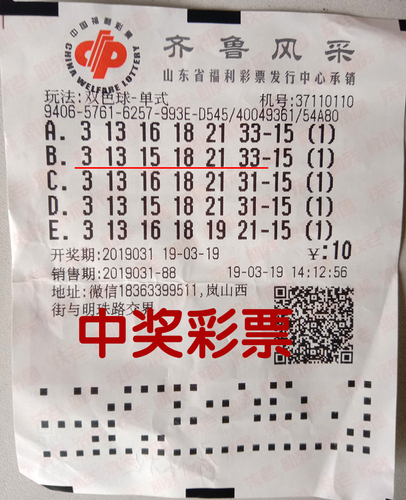 中国福利彩票
CHINA WELFARE LOTTERY
齐鲁风采
山东省福利彩票发行中心承销
玩法:双色球-单式 机号:37110110
9406-5761-6257-993E-D545/40049361/54A80
A. 3 13 16 18 21 33-15 (1)
B. 3 13 15 18 21 33-15 (1)
C. 3 13 16 18 21 31-15 (1)
D. 3 13 16 18 21 31-15 (1)
E. 3 13 16 18 19 31-15 (1)
开奖期:2019031 19-03-19 ¥:10
销售期:2019031-88 19-03-19 14:12:56
地址:微信18363399511,岚山西
街与明珠路交界
中奖彩票